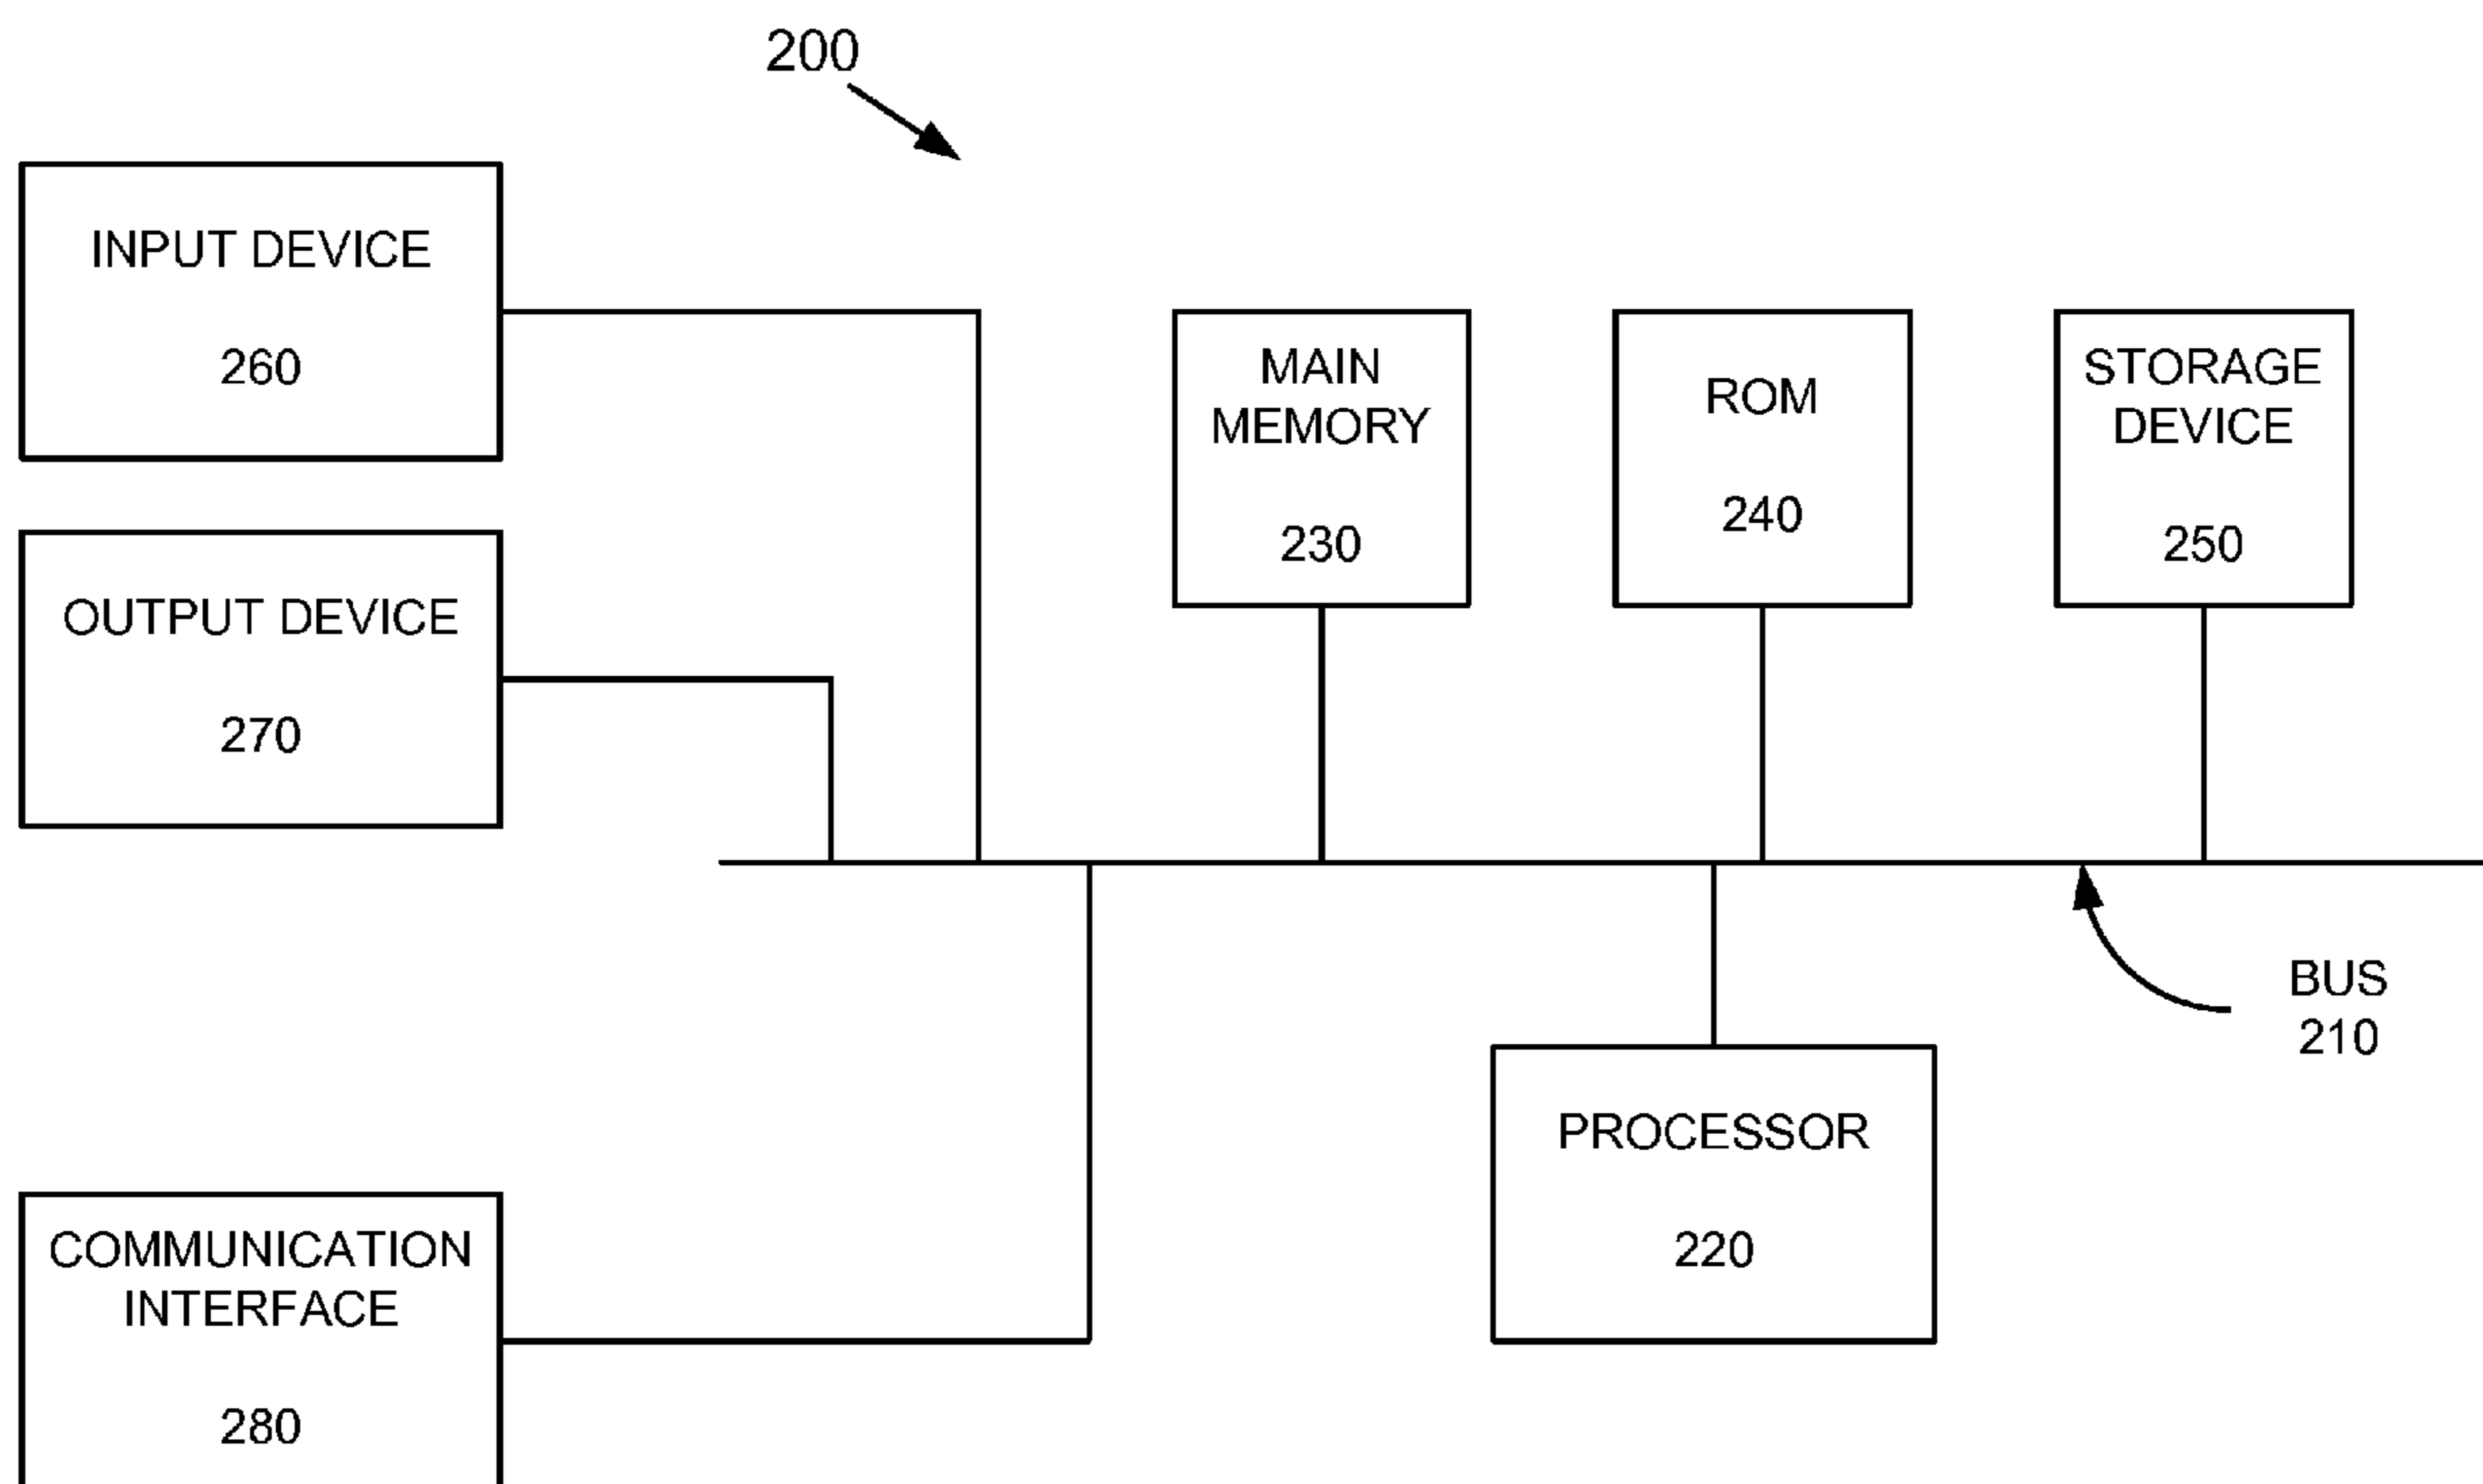 200
INPUT DEVICE
260
MAIN
MEMORY
230
ROM
240
STORAGE
DEVICE
250
OUTPUT DEVICE
270
BUS
210
PROCESSOR
220
COMMUNICATION
INTERFACE
280